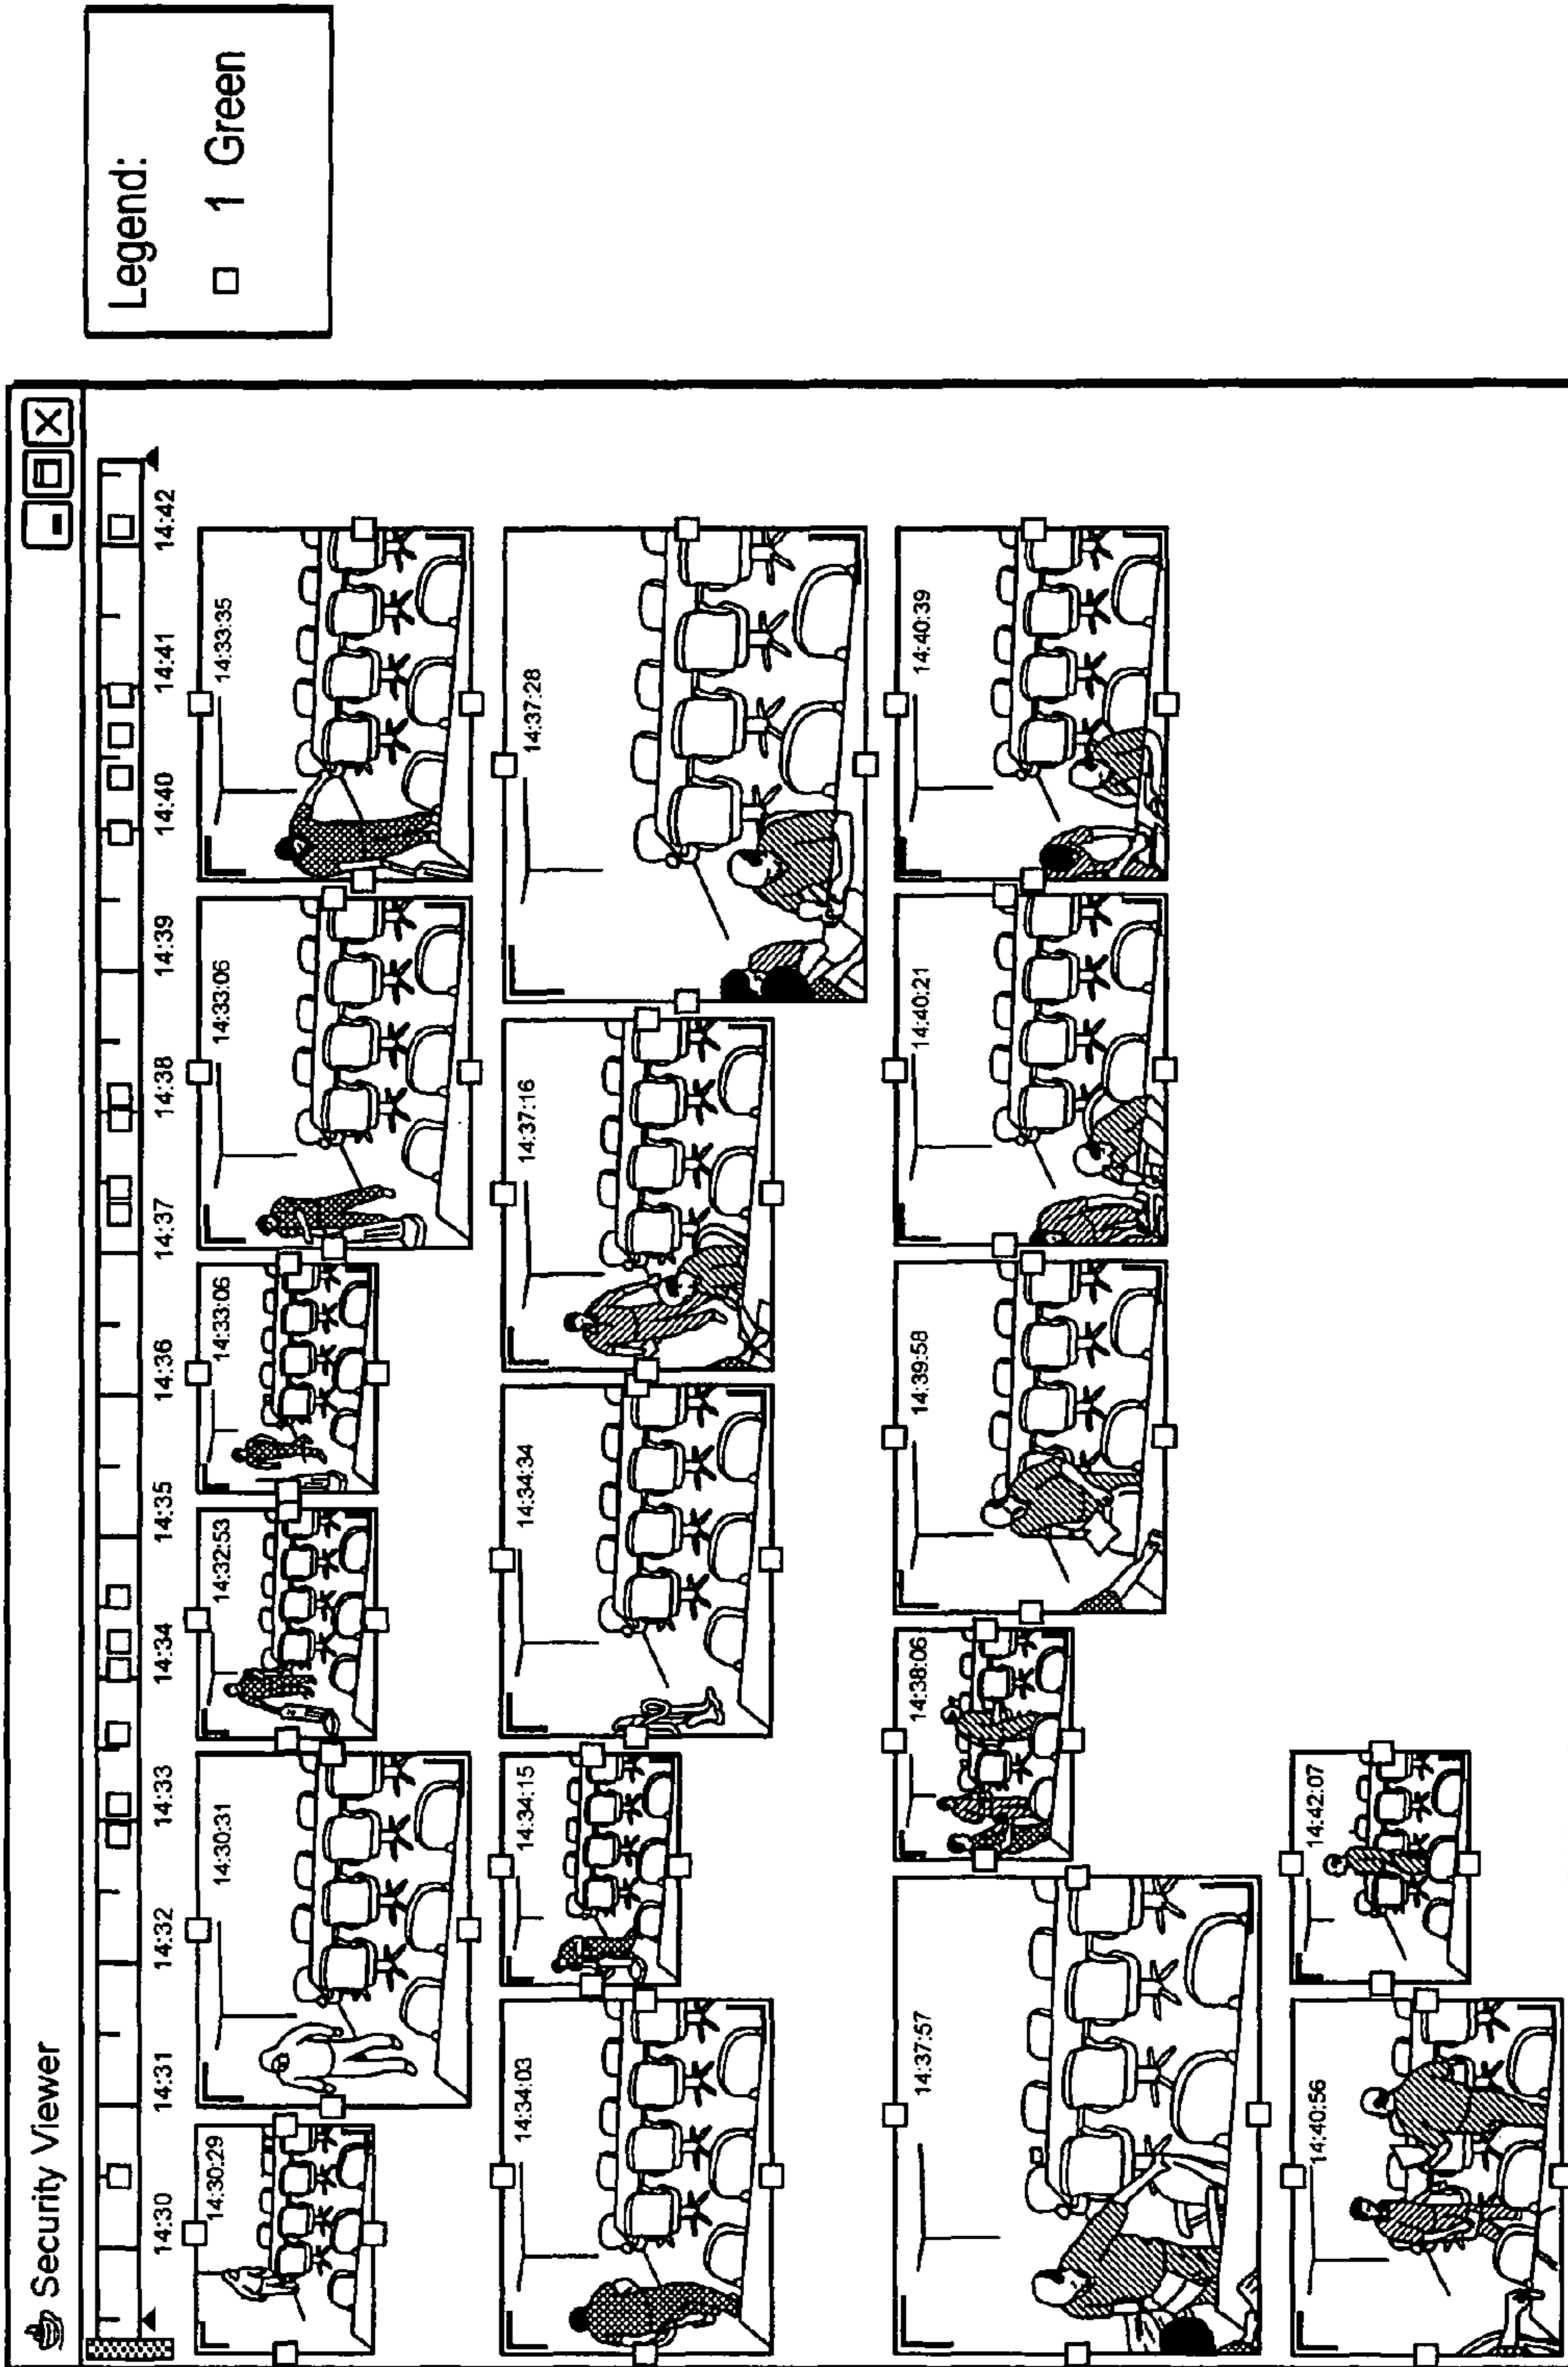 Security Viewer
14:30 14:31 14:32 14:33 14:34 14:35 14:36 14:37 14:38 14:39 14:40 14:41 14:42
14:30:29 14:30:31 14:32:53 14:33:06 14:33:06 14:33:35
14:34:03 14:34:15 14:34:34 14:37:16 14:37:28
14:37:57 14:38:06 14:39:58 14:40:21 14:40:39
14:40:56 14:42:07
Legend:
1 Green